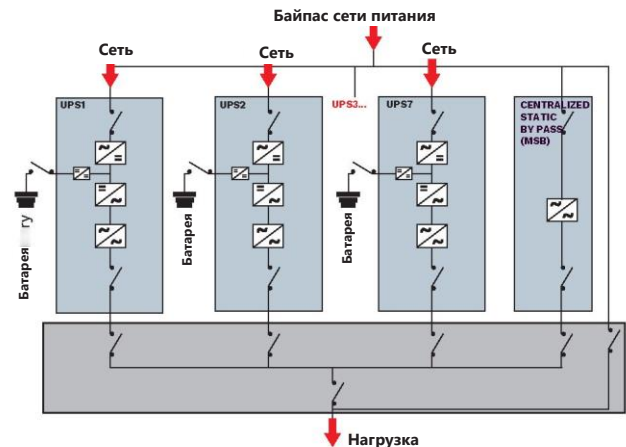 Байпас сети питания
Сеть
Сеть
Сеть
UPS1
UPS2
UPS3...
UPS7
CENTRALIZED
STATIC
BY PASS
(MSB)
Батарея ry
Батарея
Батарея
Нагрузка